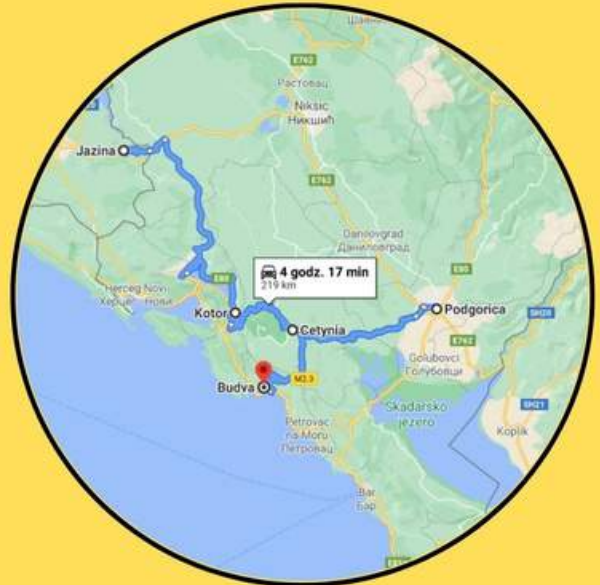 Шавни
E762
Растовац
Niksic
Никшић
Jazina
E762
Danilovgrad
Даниловград
4 godz. 17 min
219 km
E80
E80
Herceg Novi
Херцег Нови
Kotor
Cetynia
Podgorica
SH20
E762
Golubovci
Голубовци
Budva
M2.3
SH21
Skadarsko
jezero
Petrovac
na Moru
Петровац
Koplik
Bar
Бар